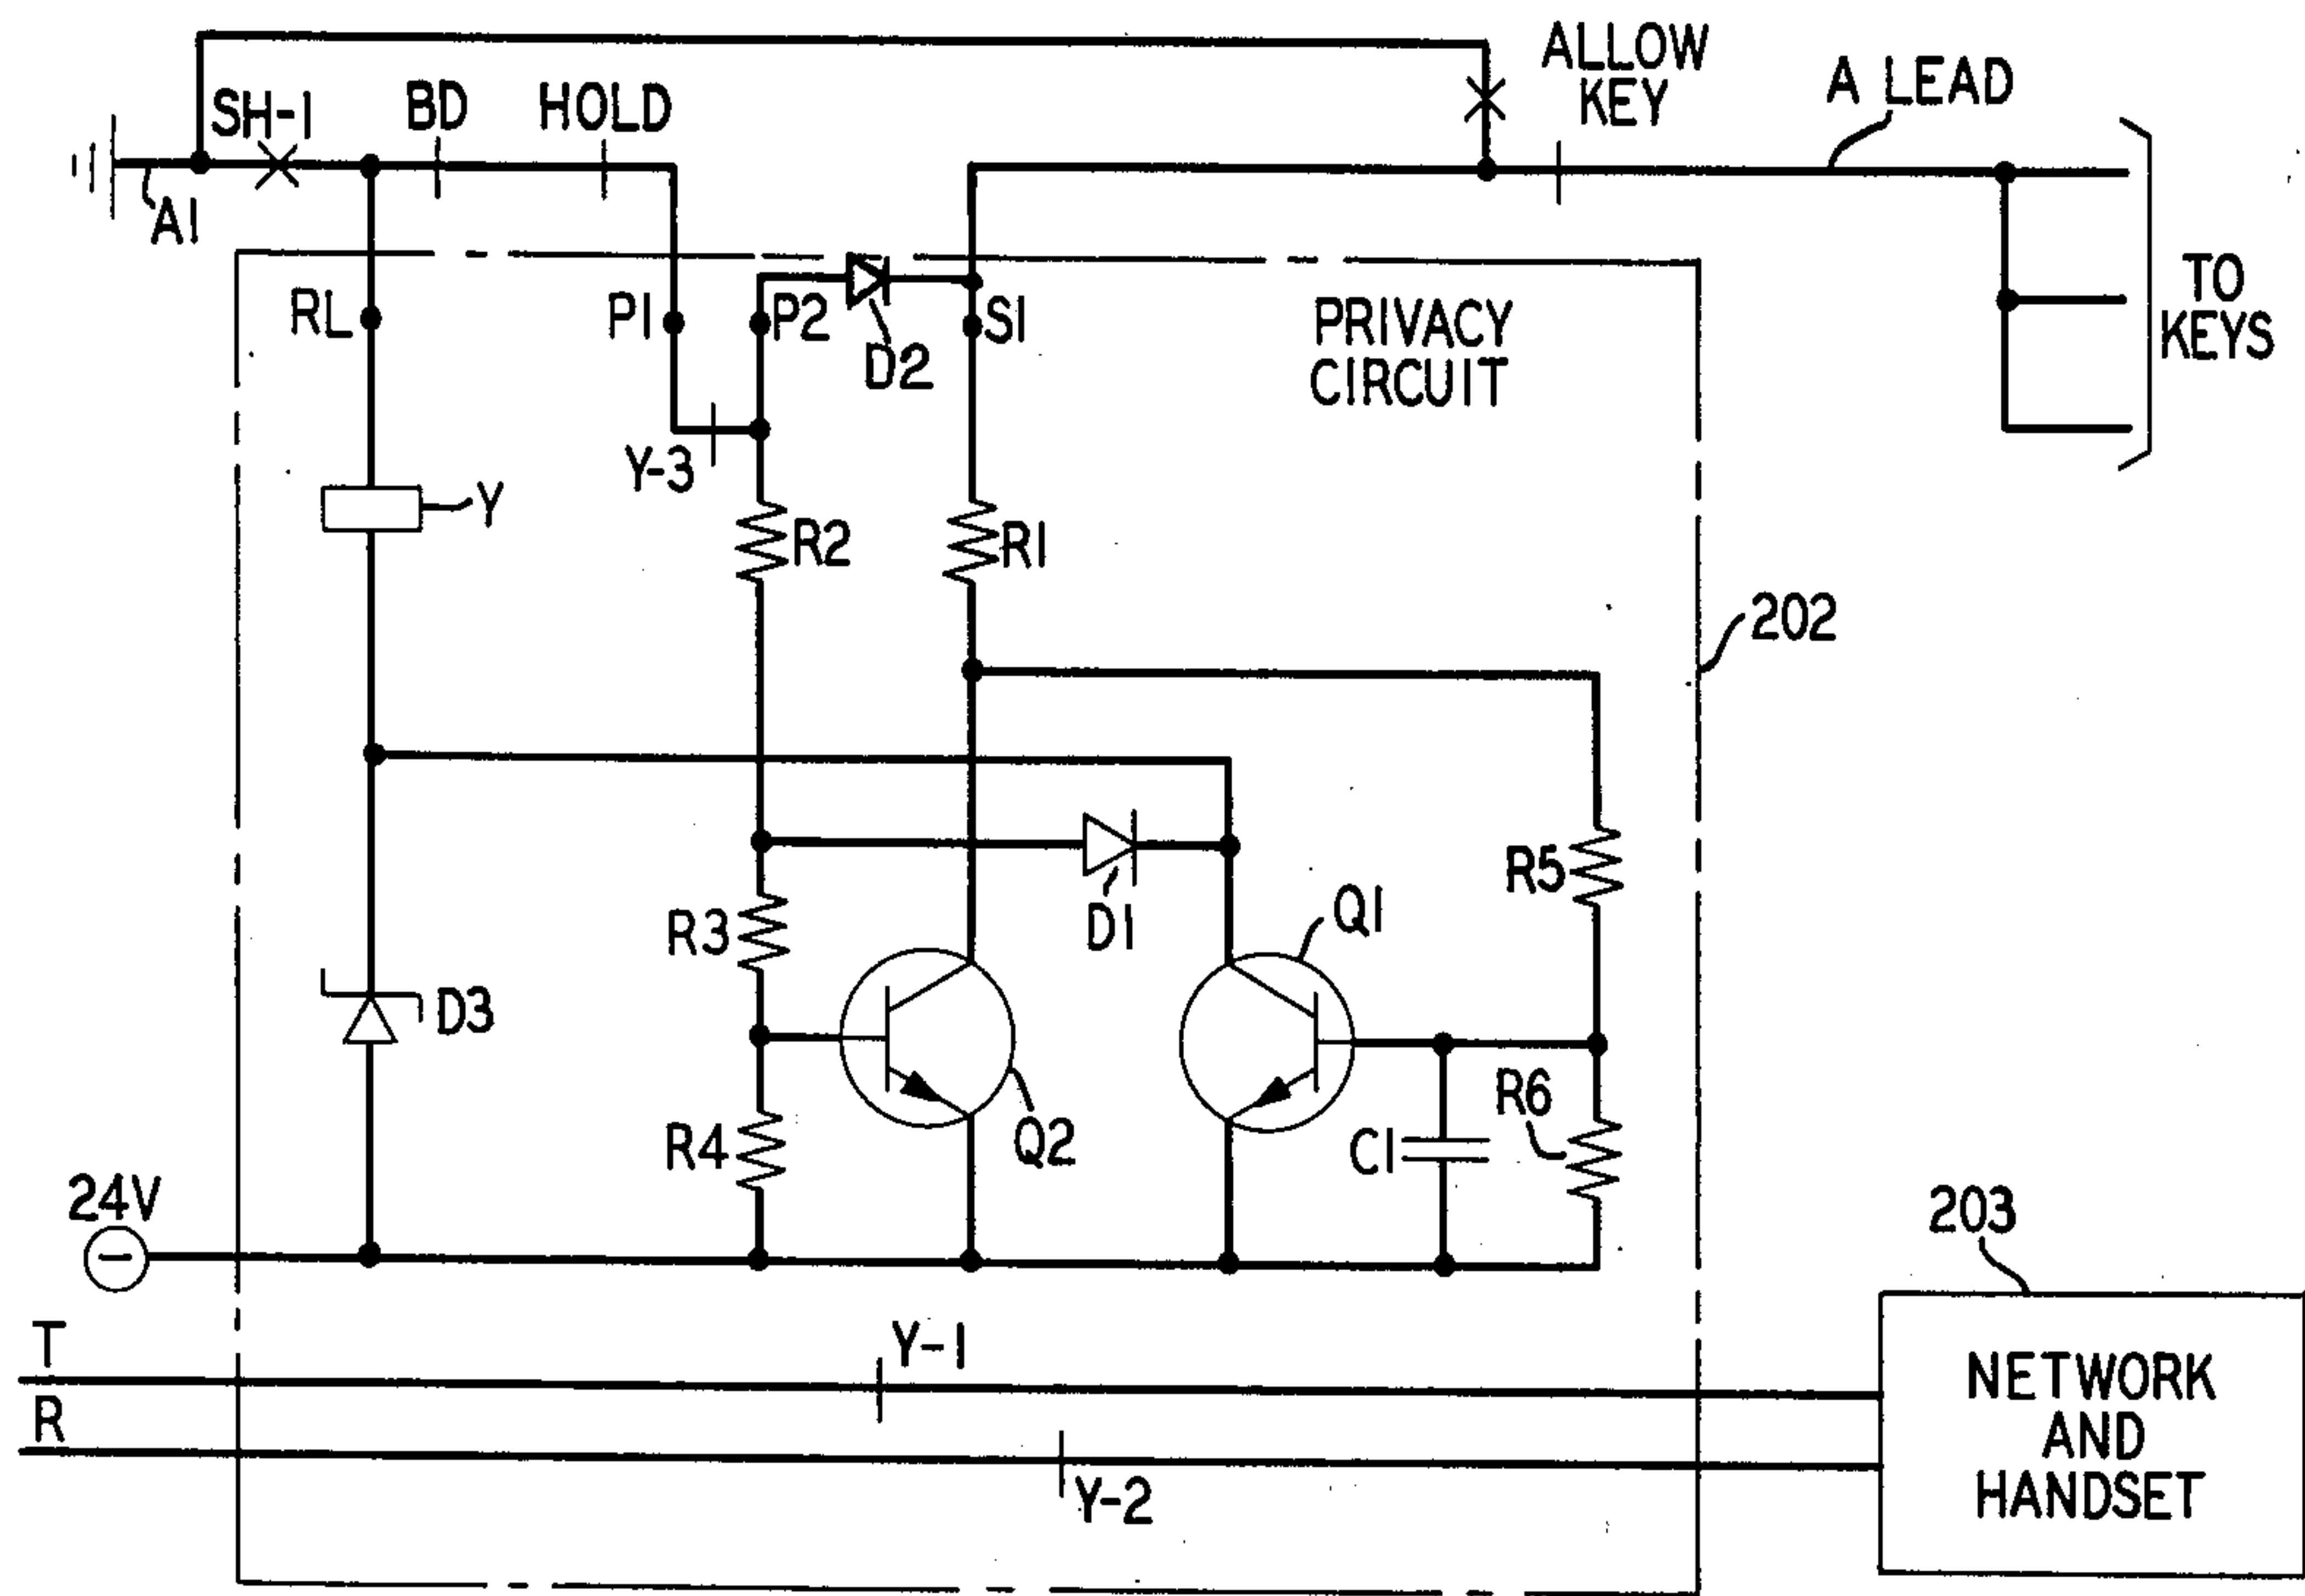 ALLOW
KEY
A LEAD
SH-1
BD
HOLD
A1
TO
KEYS
RL
P1
P2
S1
D2
PRIVACY
CIRCUIT
Y-3
Y
R2
R1
202
R5
D1
Q1
R3
D3
R6
R4
Q2
C1
24V
203
T
Y-1
R
Y-2
NETWORK
AND
HANDSET